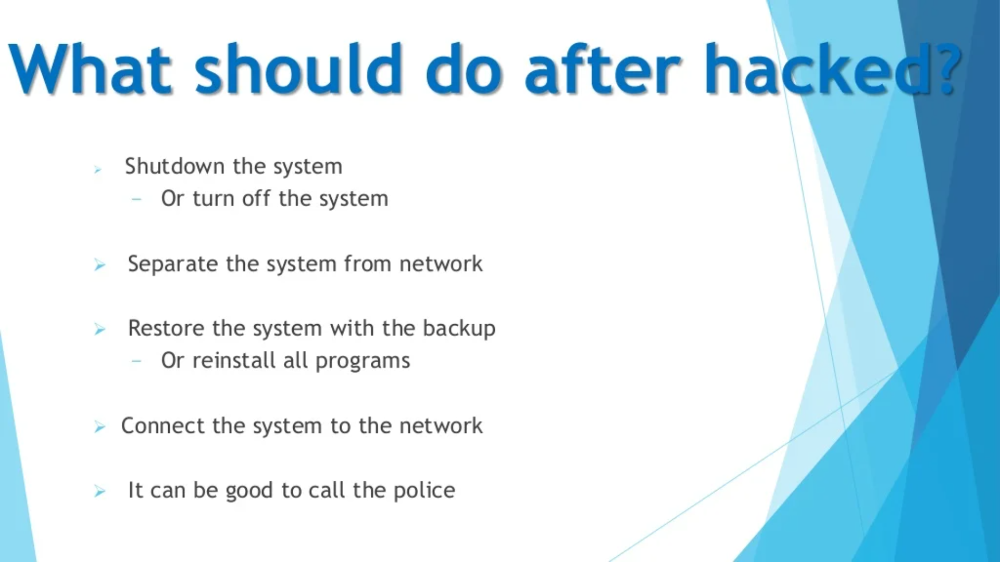 What should do after hacked?
Shutdown the system
– Or turn off the system
Separate the system from network
Restore the system with the backup
– Or reinstall all programs
Connect the system to the network
It can be good to call the police